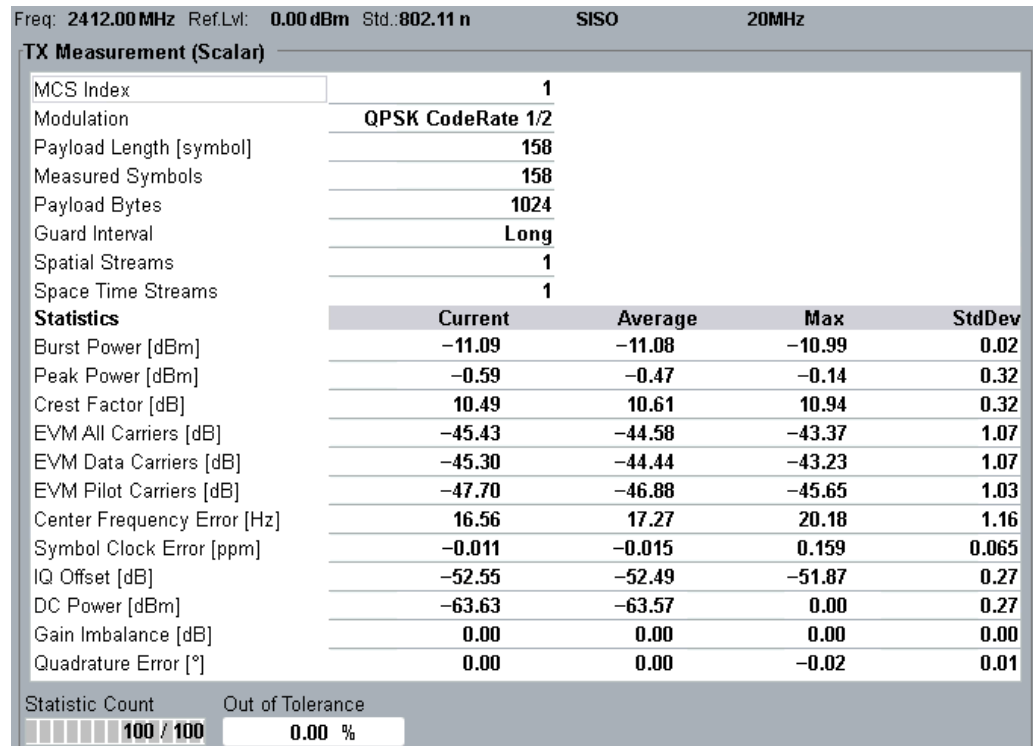 Freq: 2412.00 MHz Ref.Lvl: 0.00 dBm Std.: 802.11 n SISO 20MHz
TX Measurement (Scalar)
MCS Index 1
Modulation QPSK CodeRate 1/2
Payload Length [symbol] 158
Measured Symbols 158
Payload Bytes 1024
Guard Interval Long
Spatial Streams 1
Space Time Streams 1
Statistics Current Average Max StdDev
Burst Power [dBm] −11.09 −11.08 −10.99 0.02
Peak Power [dBm] −0.59 −0.47 −0.14 0.32
Crest Factor [dB] 10.49 10.61 10.94 0.32
EVM All Carriers [dB] −45.43 −44.58 −43.37 1.07
EVM Data Carriers [dB] −45.30 −44.44 −43.23 1.07
EVM Pilot Carriers [dB] −47.70 −46.88 −45.65 1.03
Center Frequency Error [Hz] 16.56 17.27 20.18 1.16
Symbol Clock Error [ppm] −0.011 −0.015 0.159 0.065
IQ Offset [dB] −52.55 −52.49 −51.87 0.27
DC Power [dBm] −63.63 −63.57 0.00 0.27
Gain Imbalance [dB] 0.00 0.00 0.00 0.00
Quadrature Error [°] 0.00 0.00 −0.02 0.01
Statistic Count Out of Tolerance
100 / 100 0.00 %